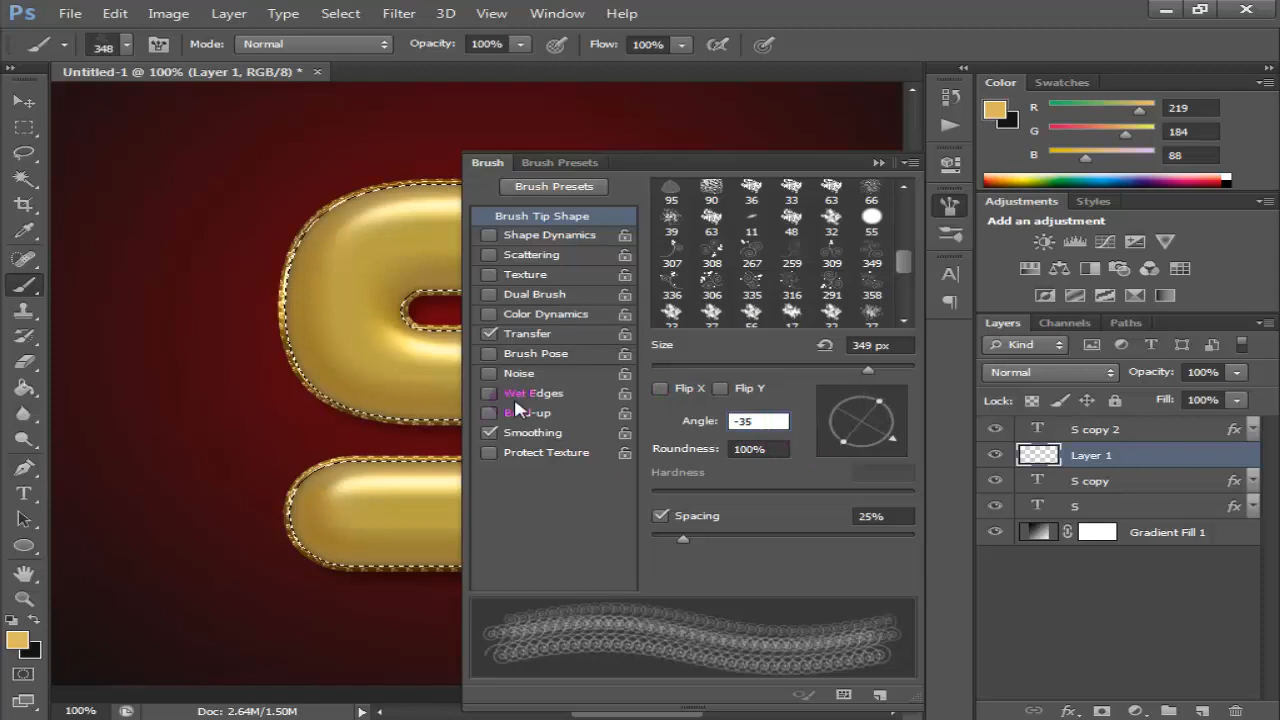 Ps File Edit Image Layer Type Select Filter 3D View Window Help
348 Mode: Normal Opacity: 100% Flow: 100%
Untitled-1 @ 100% (Layer 1, RGB/8) * ×
Brush Brush Presets
Brush Presets
Brush Tip Shape
Shape Dynamics
Scattering
Texture
Dual Brush
Color Dynamics
Transfer
Brush Pose
Noise
Wet Edges
Build-up
Smoothing
Protect Texture
95 90 36 33 63 66
39 63 11 48 32 55
307 308 267 259 309 349
336 306 335 316 291 358
Size 349 px
Flip X Flip Y
Angle: -35
Roundness: 100%
Hardness
Spacing 25%
Color Swatches
R 219
G 184
B 88
Adjustments Styles
Add an adjustment
Layers Channels Paths
Kind
Normal Opacity: 100%
Lock: Fill: 100%
T S copy 2 fx
Layer 1
T S copy fx
T S fx
Gradient Fill 1
100% Doc: 2.64M/1.50M